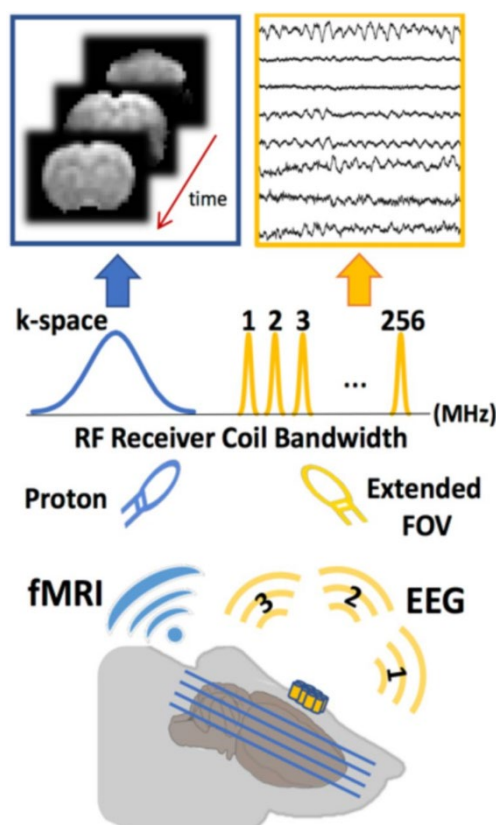 time
k-space
1 2 3 ... 256
(MHz)
RF Receiver Coil Bandwidth
Proton
Extended
FOV
fMRI
3
2
EEG
1